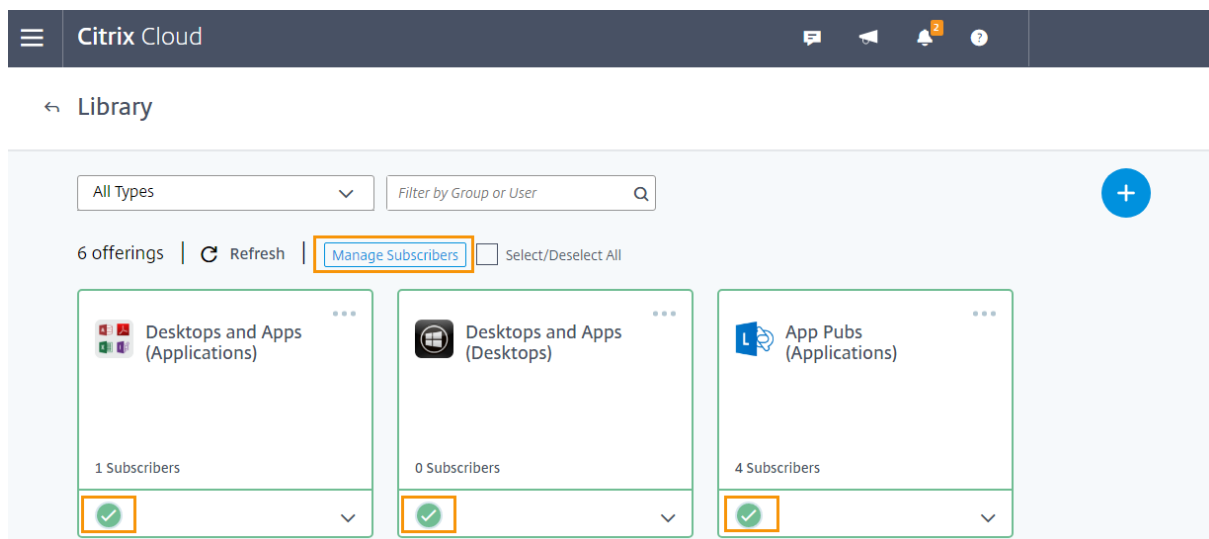 Citrix Cloud
2
?
Library
All Types
Filter by Group or User
6 offerings
Refresh
Manage Subscribers
Select/Deselect All
Desktops and Apps
(Applications)
1 Subscribers
Desktops and Apps
(Desktops)
0 Subscribers
L
App Pubs
(Applications)
4 Subscribers